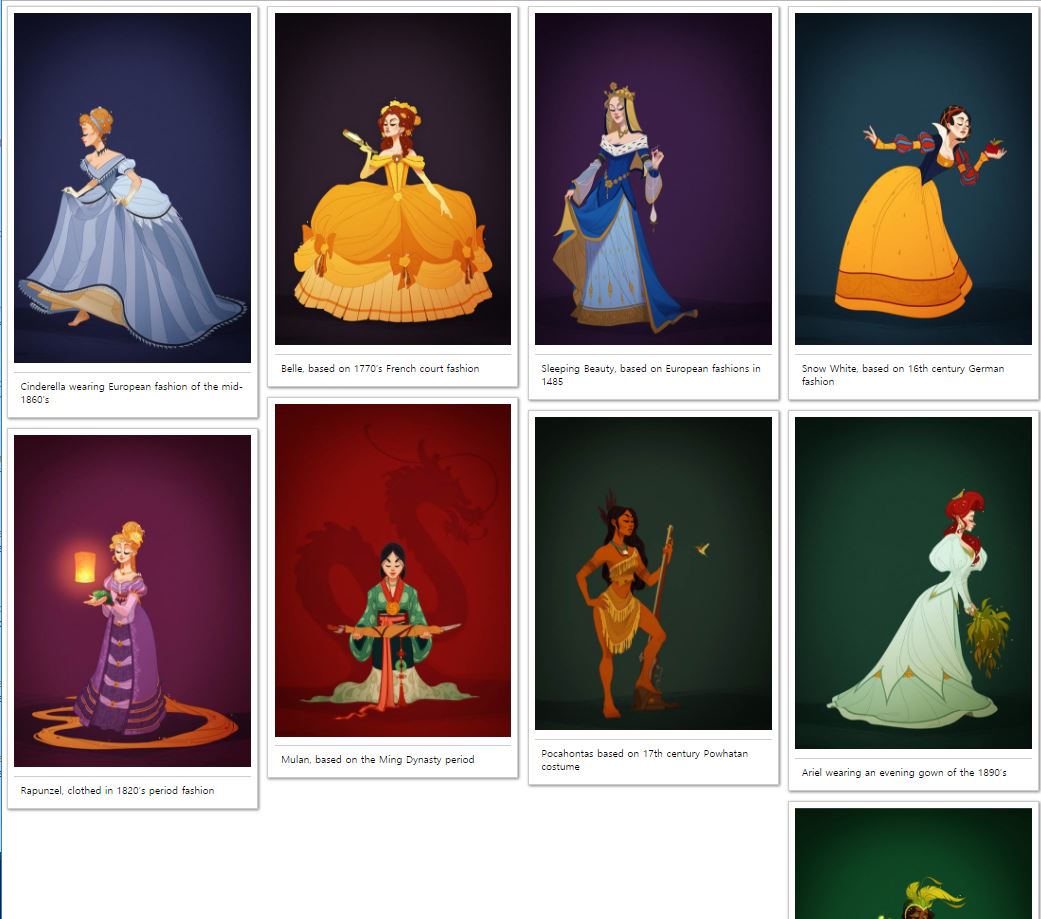 Cinderella wearing European fashion of the mid-
1860's
Belle, based on 1770's French court fashion
Sleeping Beauty, based on European fashions in
1485
Snow White, based on 16th century German
fashion
Rapunzel, clothed in 1820's period fashion
Mulan, based on the Ming Dynasty period
Pocahontas based on 17th century Powhatan
costume
Ariel wearing an evening gown of the 1890's